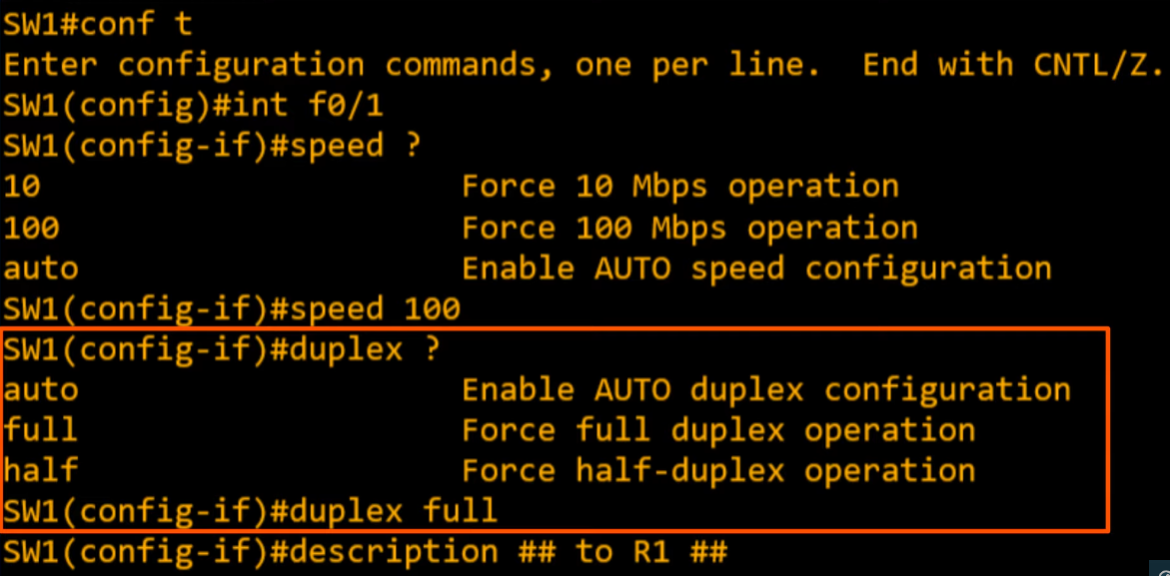 SW1#conf t
Enter configuration commands, one per line.  End with CNTL/Z.
SW1(config)#int f0/1
SW1(config-if)#speed ?
10                      Force 10 Mbps operation
100                     Force 100 Mbps operation
auto                    Enable AUTO speed configuration
SW1(config-if)#speed 100
SW1(config-if)#duplex ?
auto                    Enable AUTO duplex configuration
full                    Force full duplex operation
half                    Force half-duplex operation
SW1(config-if)#duplex full
SW1(config-if)#description ## to R1 ##